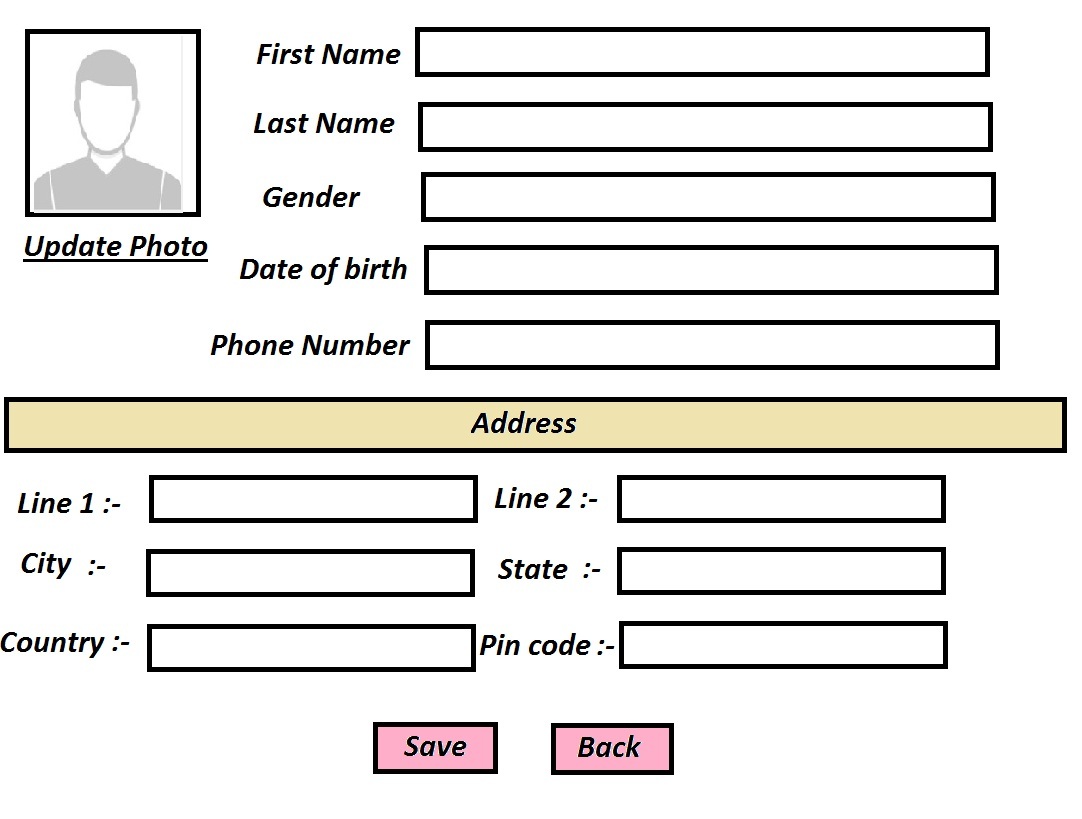 First Name
Last Name
Gender
Update Photo
Date of birth
Phone Number
Address
Line 1 :-
Line 2 :-
City :-
State :-
Country :-
Pin code :-
Save
Back